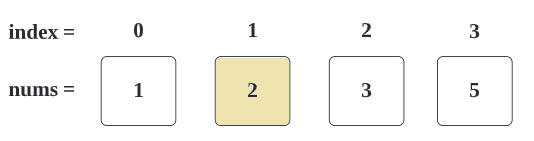 index = 0 1 2 3
nums = 1 2 3 5